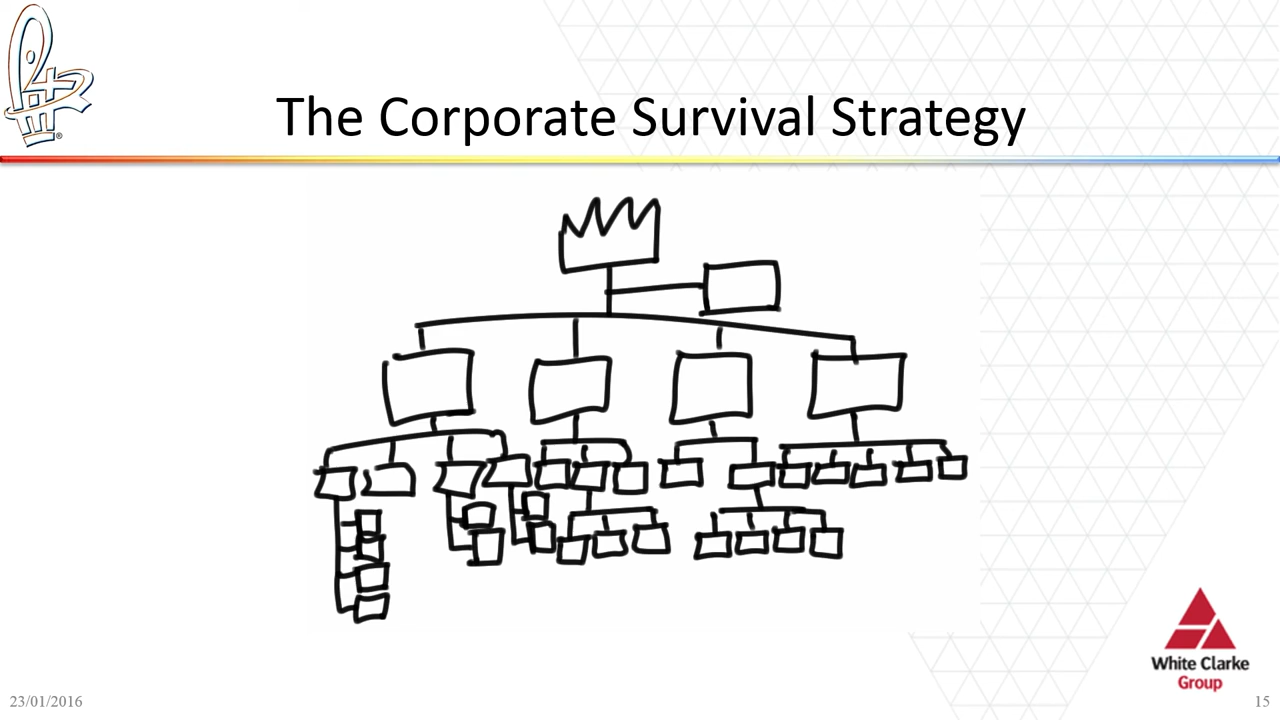 The Corporate Survival Strategy
White Clarke
Group
23/01/2016
15